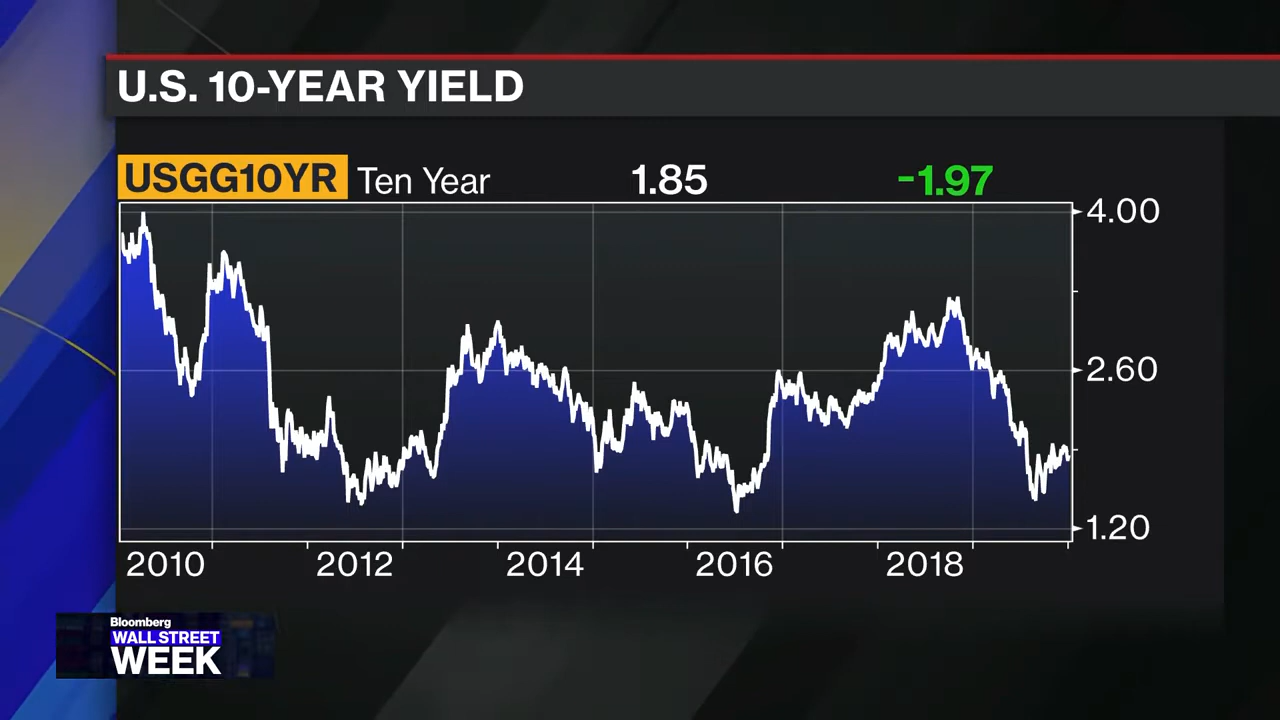 U.S. 10-YEAR YIELD
USGG10YR Ten Year 1.85 -1.97
4.00
2.60
1.20
2010 2012 2014 2016 2018
Bloomberg
WALL STREET
WEEK